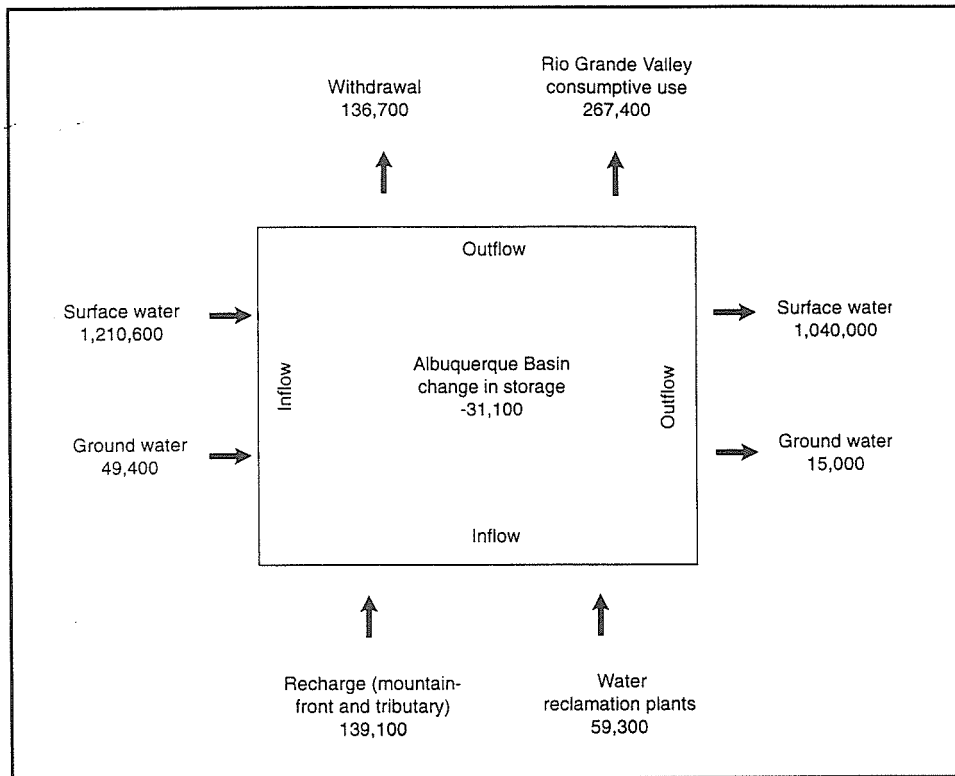 Withdrawal
136,700
Rio Grande Valley
consumptive use
267,400
Outflow
Surface water
1,210,600
Surface water
1,040,000
Inflow
Albuquerque Basin
change in storage
-31,100
Outflow
Ground water
49,400
Ground water
15,000
Inflow
Recharge (mountain-
front and tributary)
139,100
Water
reclamation plants
59,300